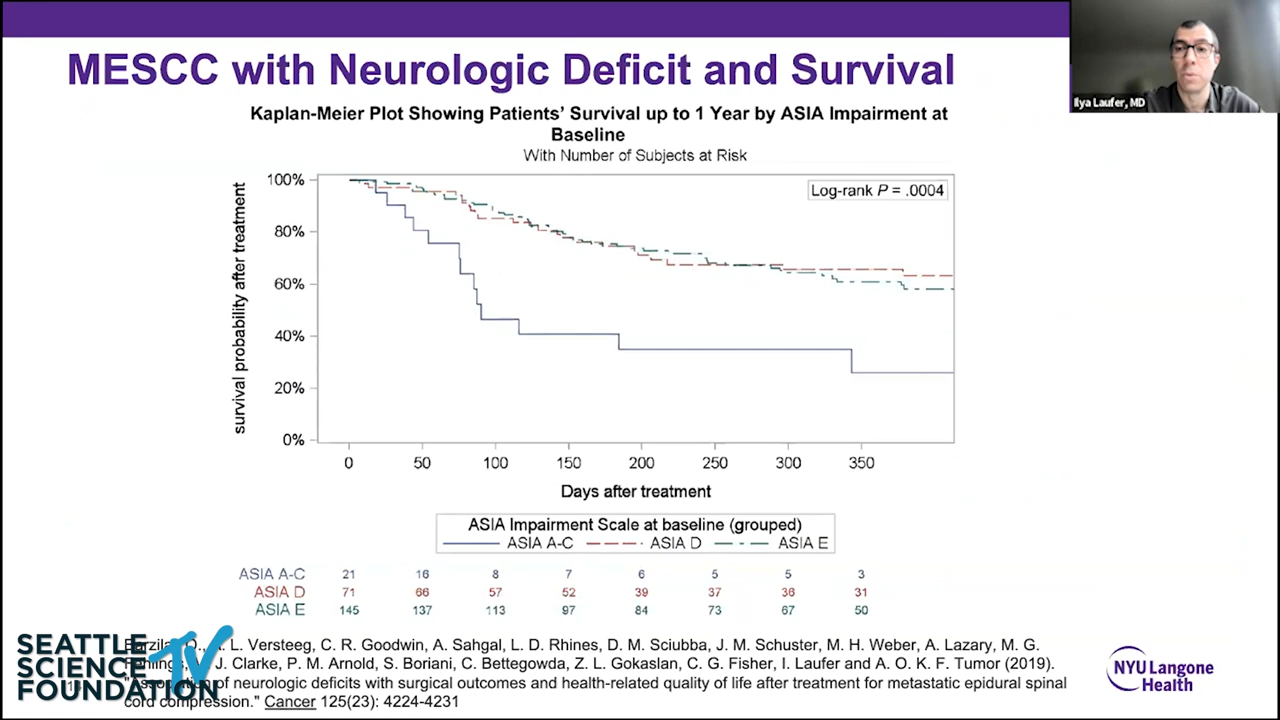 MESCC with Neurologic Deficit and Survival
Ilya Laufer, MD
Kaplan-Meier Plot Showing Patients' Survival up to 1 Year by ASIA Impairment at
Baseline
With Number of Subjects at Risk
Log-rank P = .0004
survival probability after treatment
100%
80%
60%
40%
20%
0%
0 50 100 150 200 250 300 350
Days after treatment
ASIA Impairment Scale at baseline (grouped)
ASIA A-C ASIA D ASIA E
ASIA A-C 21 16 8 7 6 5 5 3
ASIA D 71 66 57 52 39 37 36 31
ASIA E 145 137 113 97 84 73 67 50
L. Versteeg, C. R. Goodwin, A. Sahgal, L. D. Rhines, D. M. Sciubba, J. M. Schuster, M. H. Weber, A. Lazary, M. G.
J. Clarke, P. M. Arnold, S. Boriani, C. Bettegowda, Z. L. Gokaslan, C. G. Fisher, I. Laufer and A. O. K. F. Tumor (2019).
of neurologic deficits with surgical outcomes and health-related quality of life after treatment for metastatic epidural spinal
cord compression." Cancer 125(23): 4224-4231
SEATTLE
SCIENCE
FOUNDATION
TV
NYU Langone
Health